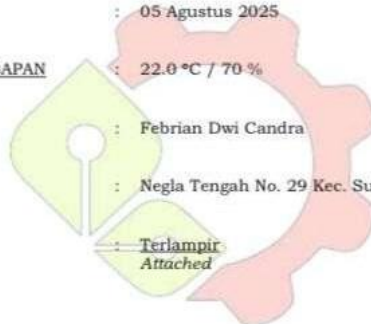 : 05 Agustus 2025
APAN : 22.0 °C / 70 %
: Febrian Dwi Candra
: Negla Tengah No. 29 Kec. Su
: Terlampir
Attached